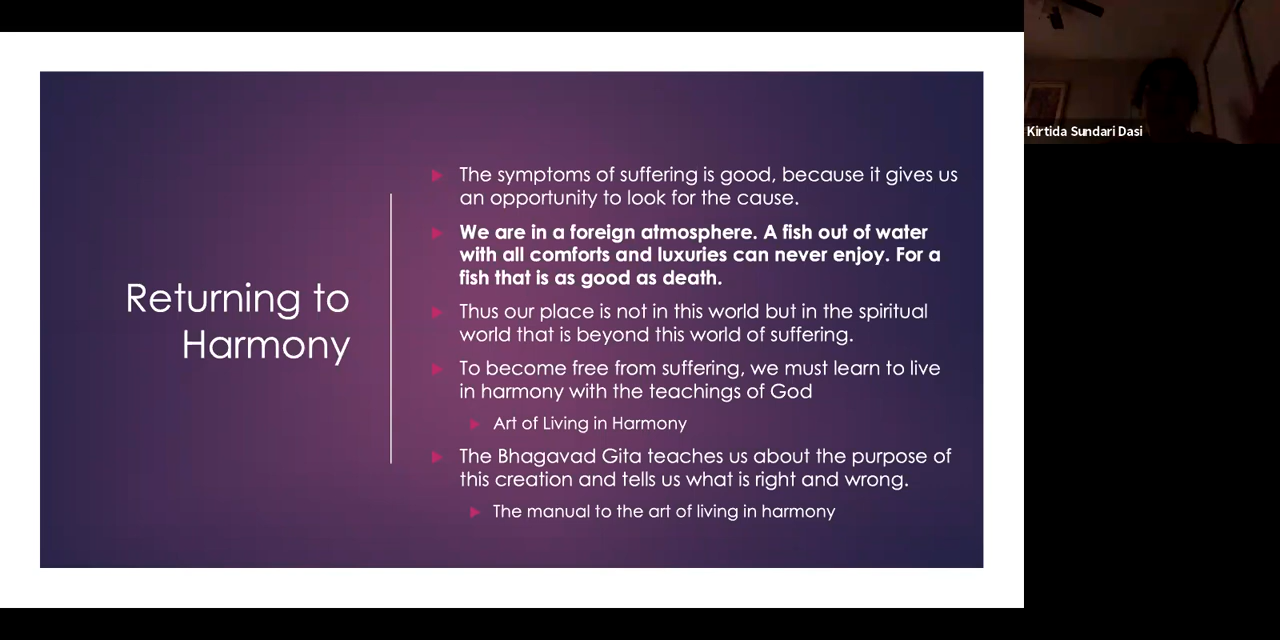 Returning to
Harmony
The symptoms of suffering is good, because it gives us
an opportunity to look for the cause.
We are in a foreign atmosphere. A fish out of water
with all comforts and luxuries can never enjoy. For a
fish that is as good as death.
Thus our place is not in this world but in the spiritual
world that is beyond this world of suffering.
To become free from suffering, we must learn to live
in harmony with the teachings of God
Art of Living in Harmony
The Bhagavad Gita teaches us about the purpose of
this creation and tells us what is right and wrong.
The manual to the art of living in harmony
Kirtida Sundari Dasi